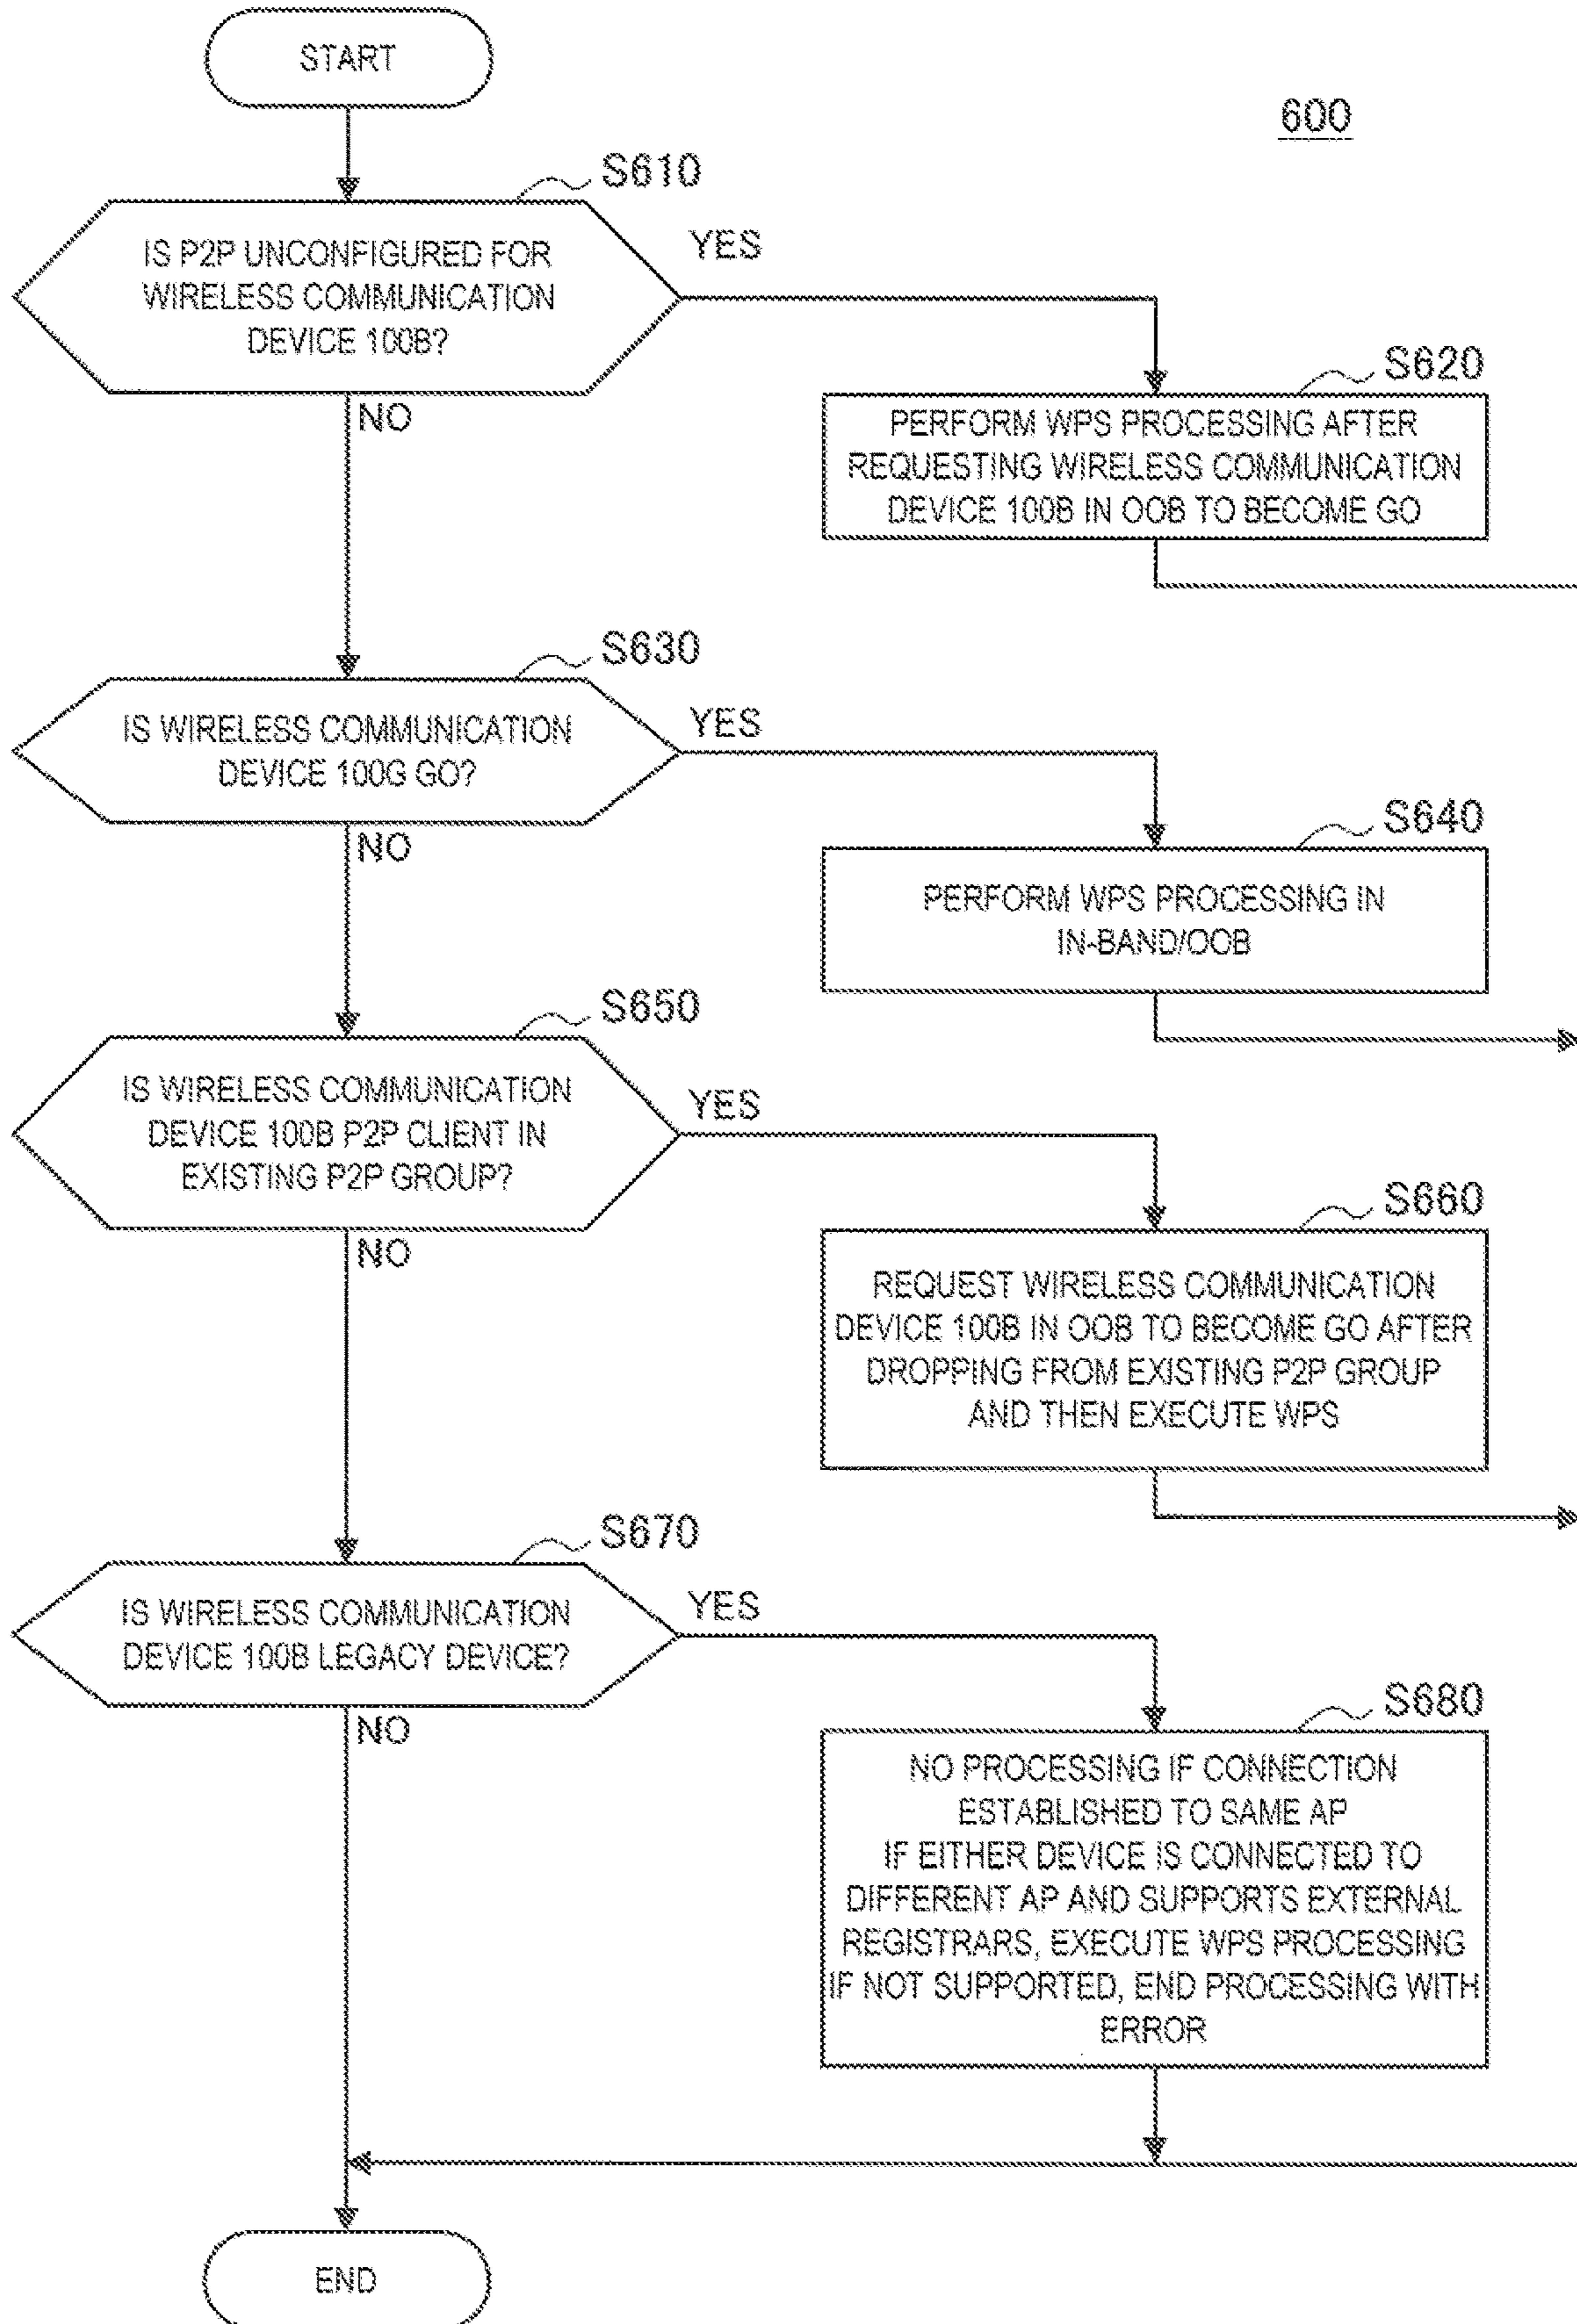 START
600
S610
IS P2P UNCONFIGURED FOR
WIRELESS COMMUNICATION
DEVICE 100B?
YES
NO
S620
PERFORM WPS PROCESSING AFTER
REQUESTING WIRELESS COMMUNICATION
DEVICE 100B IN OOB TO BECOME GO
S630
IS WIRELESS COMMUNICATION
DEVICE 100G GO?
YES
NO
S640
PERFORM WPS PROCESSING IN
IN-BAND/OOB
S650
IS WIRELESS COMMUNICATION
DEVICE 100B P2P CLIENT IN
EXISTING P2P GROUP?
YES
NO
S660
REQUEST WIRELESS COMMUNICATION
DEVICE 100B IN OOB TO BECOME GO AFTER
DROPPING FROM EXISTING P2P GROUP
AND THEN EXECUTE WPS
S670
IS WIRELESS COMMUNICATION
DEVICE 100B LEGACY DEVICE?
YES
NO
S680
NO PROCESSING IF CONNECTION
ESTABLISHED TO SAME AP
IF EITHER DEVICE IS CONNECTED TO
DIFFERENT AP AND SUPPORTS EXTERNAL
REGISTRARS, EXECUTE WPS PROCESSING
IF NOT SUPPORTED, END PROCESSING WITH
ERROR
END